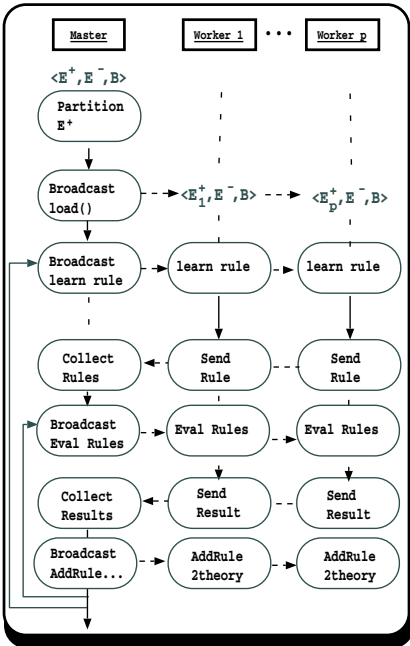 Master Worker 1 ••• Worker p
<E+,E-,B>
Partition
E+
Broadcast
load()
<E1+,E-,B>
<Ep+,E-,B>
Broadcast
learn rule
learn rule
learn rule
Collect
Rules
Send
Rule
Send
Rule
Broadcast
Eval Rules
Eval Rules
Eval Rules
Collect
Results
Send
Result
Send
Result
Broadcast
AddRule...
AddRule
2theory
AddRule
2theory